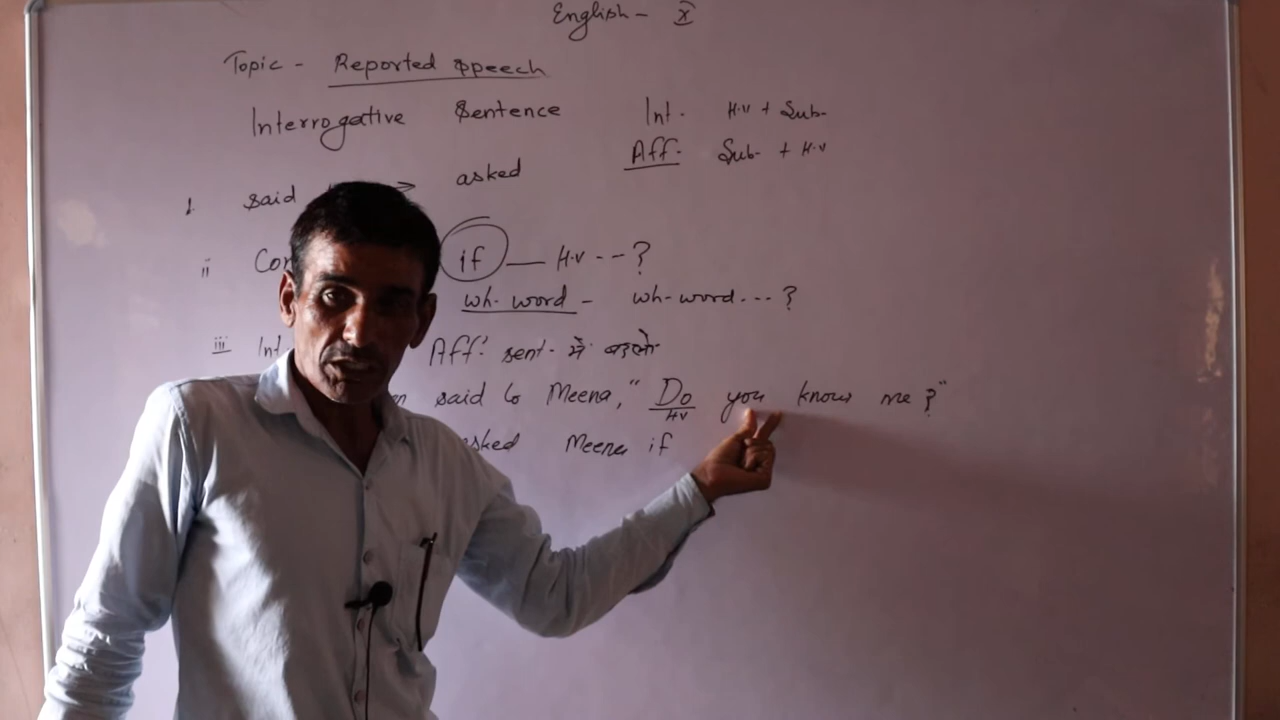 English - X
Topic - Reported Speech
Interrogative Sentence
Int. H.V + Sub-
Aff. Sub- + H.V
i. said → asked
ii Con if — H.V - - ?
wh- word - wh- word... ?
iii Int Aff. sent- में बदलो
said to Meena, "Do you know me?"
HV
asked Meena if